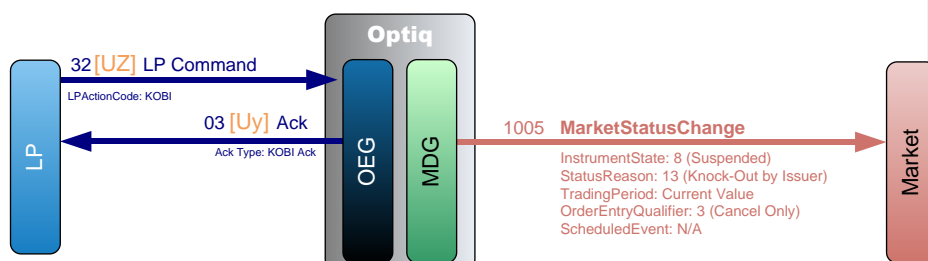 Optiq
32 [UZ] LP Command
LPActionCode: KOBI
03 [Uy] Ack
Ack Type: KOBI Ack
LP
OEG
MDG
1005 MarketStatusChange
InstrumentState: 8 (Suspended)
StatusReason: 13 (Knock-Out by Issuer)
TradingPeriod: Current Value
OrderEntryQualifier: 3 (Cancel Only)
ScheduledEvent: N/A
Market